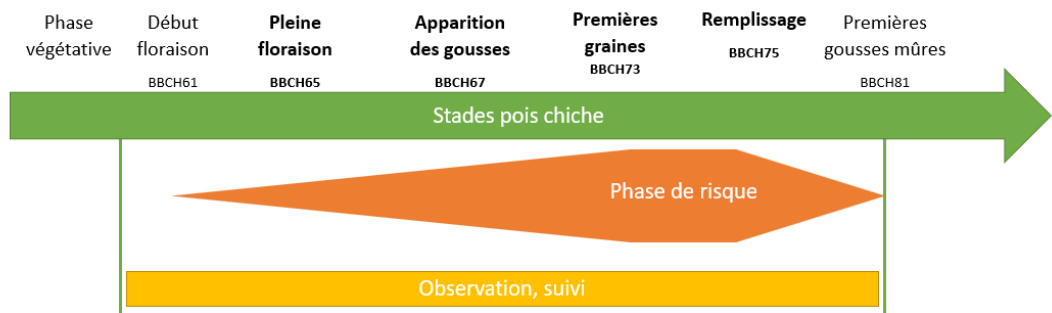 Phase
végétative
Début
floraison
BBCH61
Pleine
floraison
BBCH65
Apparition
des gousses
BBCH67
Premières
graines
BBCH73
Remplissage
BBCH75
Premières
gousses mûres
BBCH81
Stades pois chiche
Phase de risque
Observation, suivi